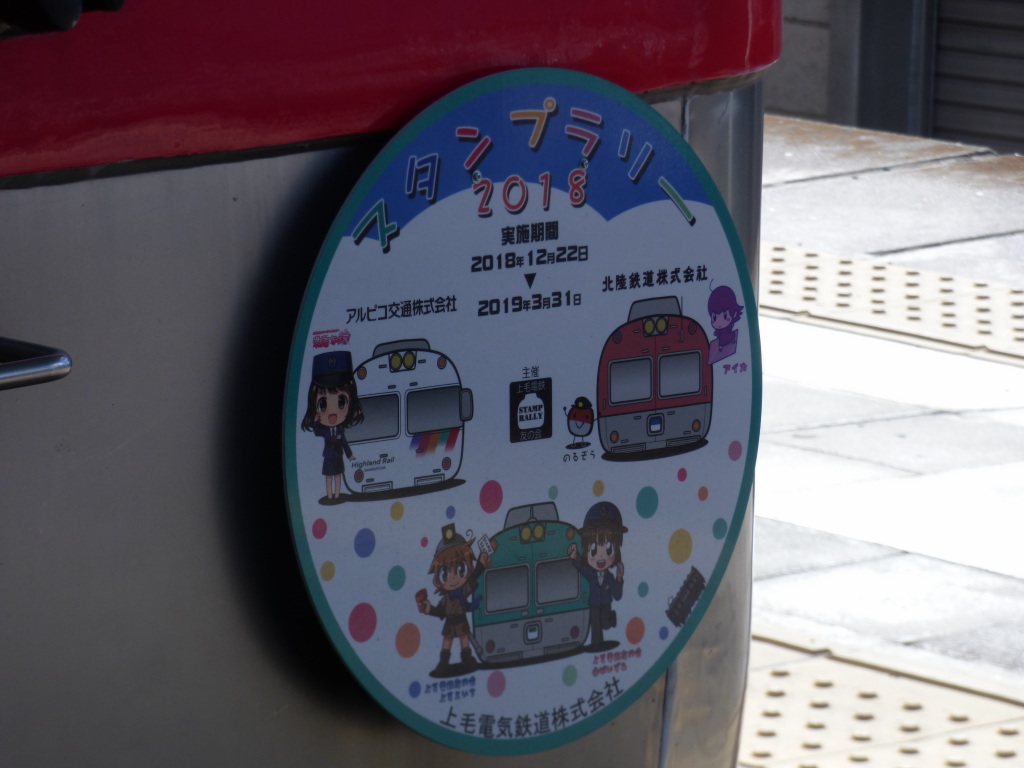 スタンプラリー
2018
実施期間
2018年12月22日
▼
2019年3月31日
アルピコ交通株式会社
北陸鉄道株式会社
アイカ
主催
上毛電鉄
STAMP
RALLY
友の会
のるぞう
Highland Rail
上毛電気鉄道株式会社